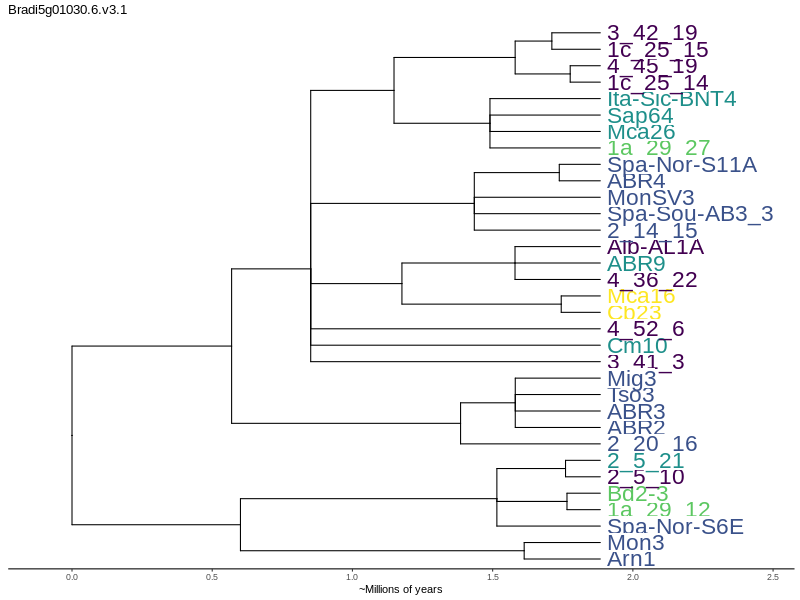 Bradi5g01030.6.v3.1
3_42_19
1c_25_15
4_45_19
1c_25_14
Ita-Sic-BNT4
Sap64
Mca26
1a_29_27
Spa-Nor-S11A
ABR4
MonSV3
Spa-Sou-AB3_3
2_14_15
Alb-AL1A
ABR9
4_36_22
Mca16
Cb23
4_52_6
Cm10
3_41_3
Mig3
Tso3
ABR3
ABR2
2_20_16
2_5_21
2_5_10
Bd2-3
1a_29_12
Spa-Nor-S6E
Mon3
Arn1
0.0 0.5 1.0 1.5 2.0 2.5
~Millions of years